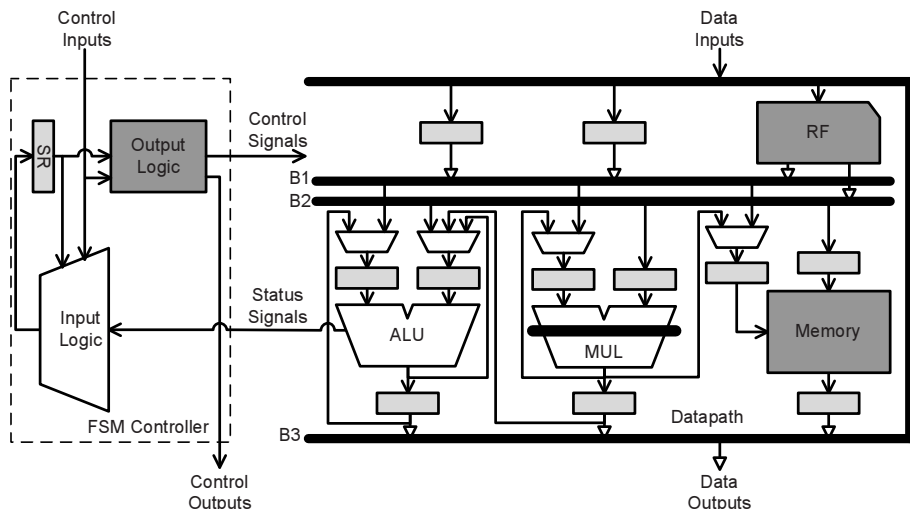 Control
Inputs
Data
Inputs
SR
Output
Logic
Control
Signals
RF
B1
B2
Input
Logic
Status
Signals
ALU
MUL
Memory
FSM Controller
B3
Datapath
Control
Outputs
Data
Outputs